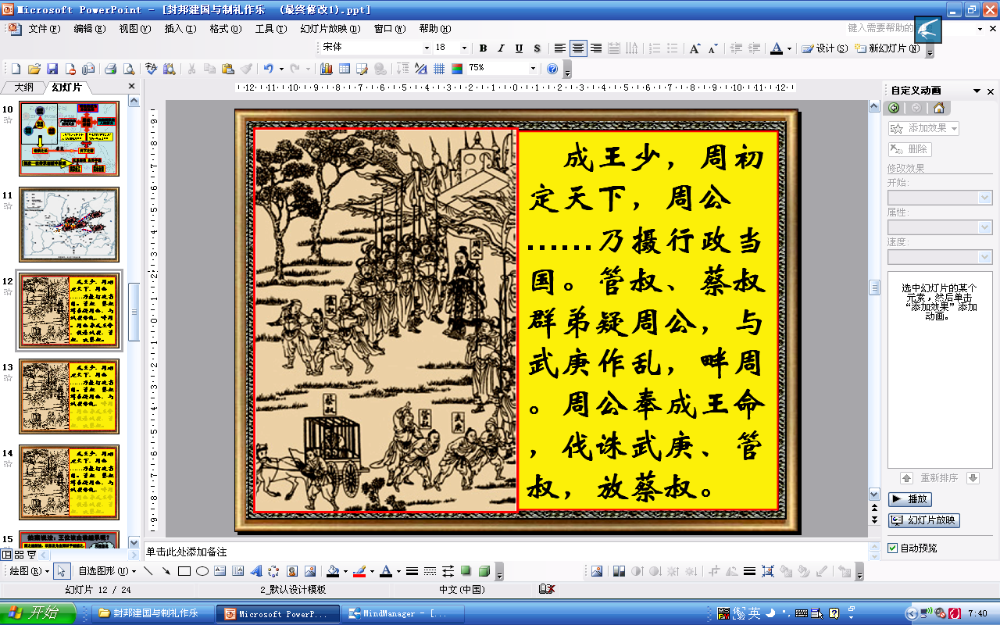 Microsoft PowerPoint - [封邦建国与制礼作乐 （最终修改1).ppt]
文件(F) 编辑(E) 视图(V) 插入(I) 格式(O) 工具(T) 幻灯片放映(D) 窗口(W) 帮助(H)
键入需要帮助的
宋体 18 B I U S A A A 设计(S) 新幻灯片(N)
75%
大纲 幻灯片
自定义动画
添加效果
删除
修改效果
开始:
属性:
速度:
选中幻灯片的某个
元素，然后单击
“添加效果”添加
动画。
重新排序
播放
幻灯片放映
自动预览
10
11
12
13
14
15
成王少，周初
定天下，周公
……乃摄行政当
国。管叔、蔡叔
群弟疑周公，与
武庚作乱，畔周
。周公奉成王命
，伐诛武庚、管
叔，放蔡叔。
蔡叔
管叔
武庚
单击此处添加备注
绘图(R) 自选图形(U)
幻灯片 12 / 24 2_默认设计模板 中文(中国)
开始 封邦建国与制礼作乐 Microsoft PowerP... MindManager - [... 英 7:40